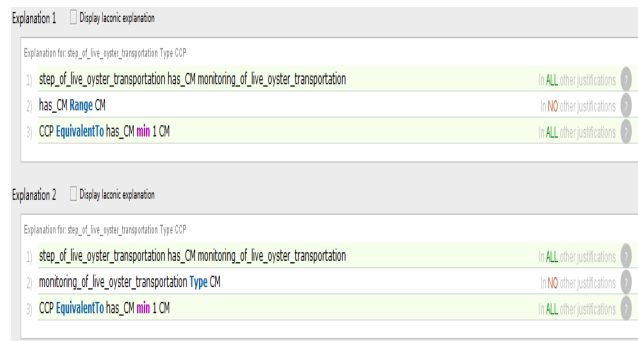 Explanation 1 Display laconic explanation
Explanation for: step_of_live_oyster_transportation Type CCP
1) step_of_live_oyster_transportation has_CM monitoring_of_live_oyster_transportation In ALL other justifications ?
2) has_CM Range CM In NO other justifications ?
3) CCP EquivalentTo has_CM min 1 CM In ALL other justifications ?
Explanation 2 Display laconic explanation
Explanation for: step_of_live_oyster_transportation Type CCP
1) step_of_live_oyster_transportation has_CM monitoring_of_live_oyster_transportation In ALL other justifications ?
2) monitoring_of_live_oyster_transportation Type CM In NO other justifications ?
3) CCP EquivalentTo has_CM min 1 CM In ALL other justifications ?